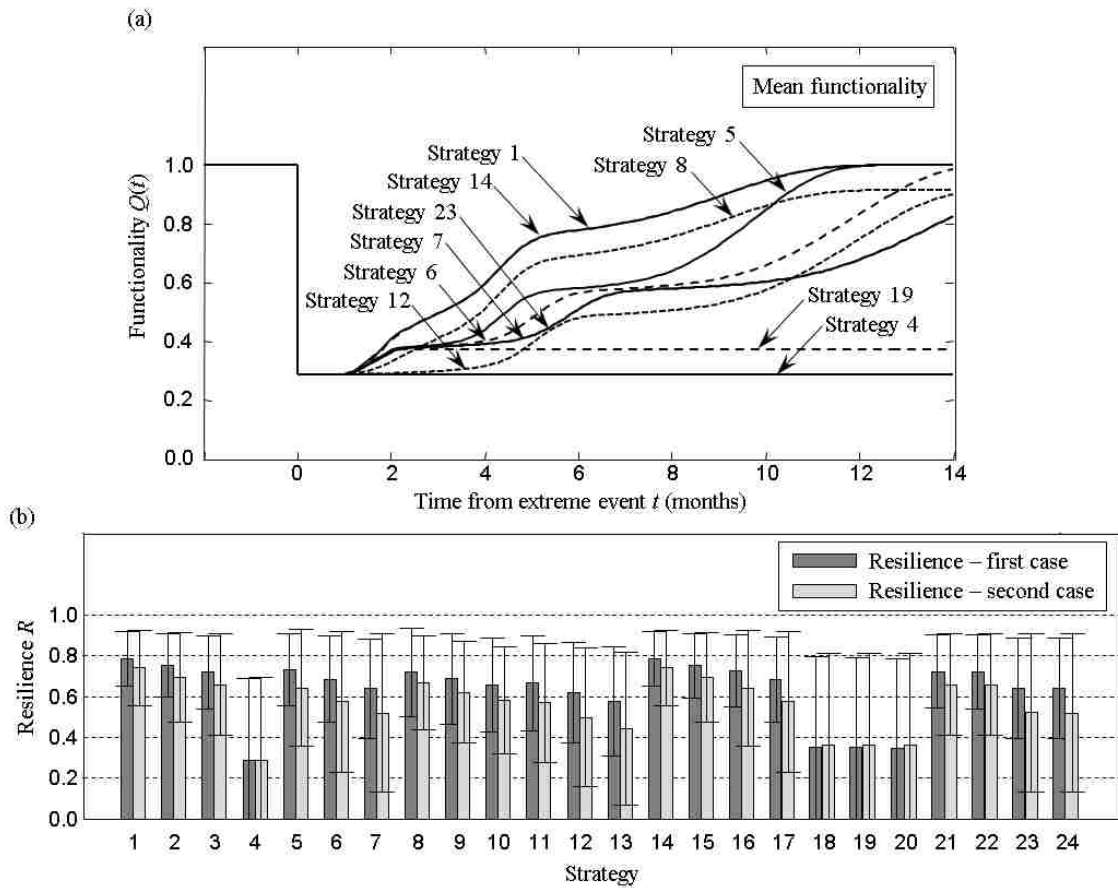 (a)
Mean functionality
Strategy 5
Strategy 1
Strategy 8
Strategy 14
Strategy 23
Strategy 7
Strategy 6
Strategy 12
Strategy 19
Strategy 4
1.0
0.8
0.6
0.4
0.2
0.0
Functionality Q(t)
0 2 4 6 8 10 12 14
Time from extreme event t (months)
(b)
Resilience – first case
Resilience – second case
1.0
0.8
0.6
0.4
0.2
0.0
Resilience R
1 2 3 4 5 6 7 8 9 10 11 12 13 14 15 16 17 18 19 20 21 22 23 24
Strategy